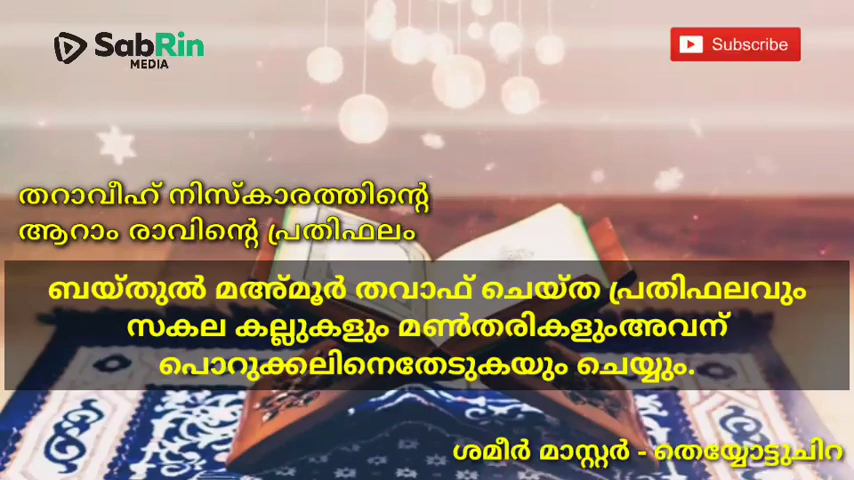 SabRin
MEDIA
Subscribe
തറാവീഹ് നിസ്കാരത്തിന്റെ
ആറാം രാവിന്റെ പ്രതിഫലം
ബയ്തുൽ മഅ്മൂർ തവാഫ് ചെയ്ത പ്രതിഫലവും
സകല കല്ലുകളും മൺതരികളുംഅവന്
പൊറുക്കലിനെതേടുകയും ചെയ്യും.
ശമീർ മാസ്റ്റർ - തെയ്യോട്ടുചിറ